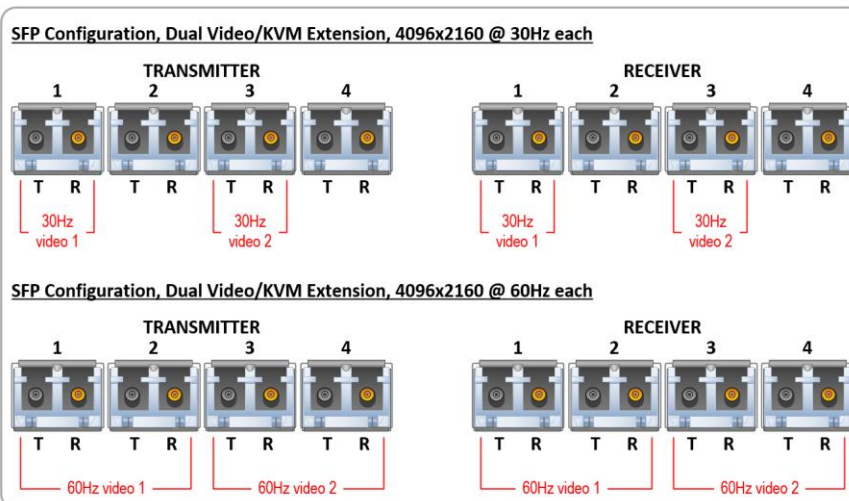 SFP Configuration, Dual Video/KVM Extension, 4096x2160 @ 30Hz each
TRANSMITTER
1 2 3 4
T R T R T R T R
30Hz
video 1
30Hz
video 2
RECEIVER
1 2 3 4
T R T R T R T R
30Hz
video 1
30Hz
video 2
SFP Configuration, Dual Video/KVM Extension, 4096x2160 @ 60Hz each
TRANSMITTER
1 2 3 4
T R T R T R T R
60Hz video 1
60Hz video 2
RECEIVER
1 2 3 4
T R T R T R T R
60Hz video 1
60Hz video 2